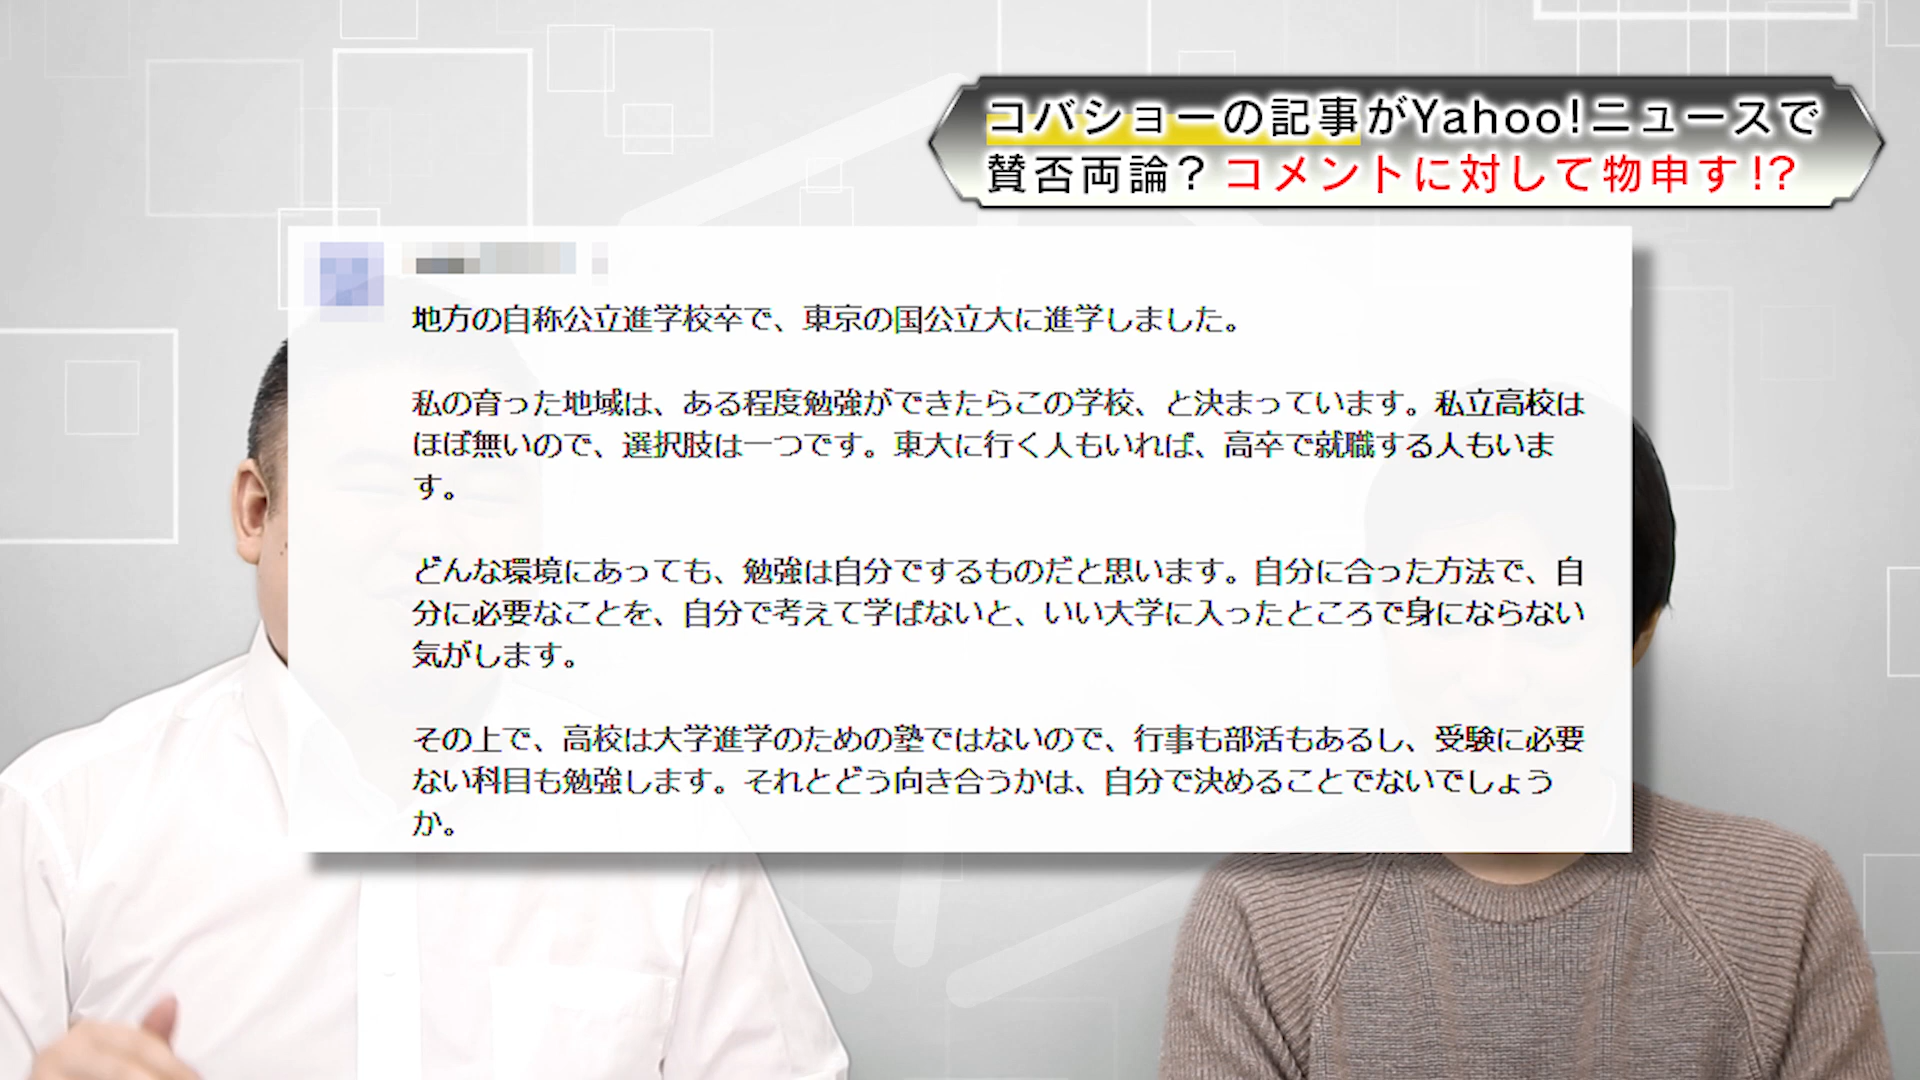 コバショーの記事がYahoo!ニュースで
賛否両論？コメントに対して物申す!?
地方の自称公立進学校卒で、東京の国公立大に進学しました。
私の育った地域は、ある程度勉強ができたらこの学校、と決まっています。私立高校は
ほぼ無いので、選択肢は一つです。東大に行く人もいれば、高卒で就職する人もいま
す。
どんな環境にあっても、勉強は自分でするものだと思います。自分に合った方法で、自
分に必要なことを、自分で考えて学ばないと、いい大学に入ったところで身にならない
気がします。
その上で、高校は大学進学のための塾ではないので、行事も部活もあるし、受験に必要
ない科目も勉強します。それとどう向き合うかは、自分で決めることでないでしょう
か。